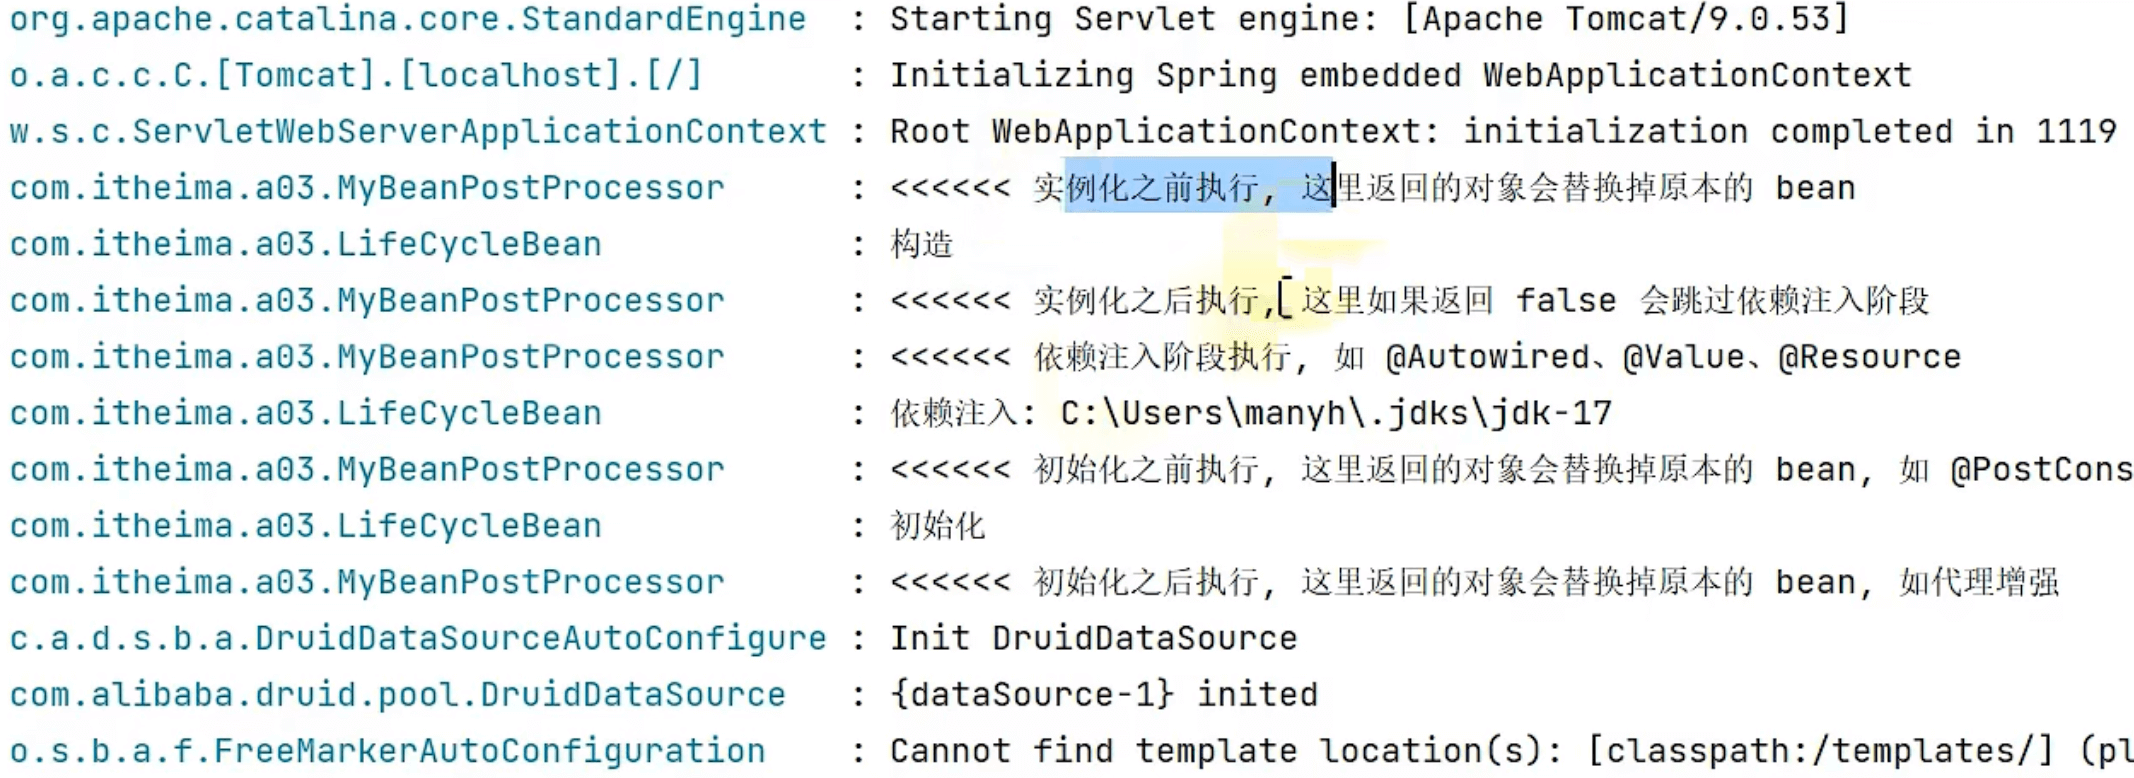 org.apache.catalina.core.StandardEngine : Starting Servlet engine: [Apache Tomcat/9.0.53]
o.a.c.c.C.[Tomcat].[localhost].[/] : Initializing Spring embedded WebApplicationContext
w.s.c.ServletWebServerApplicationContext : Root WebApplicationContext: initialization completed in 1119
com.itheima.a03.MyBeanPostProcessor : <<<<<< 实例化之前执行, 这里返回的对象会替换掉原本的 bean
com.itheima.a03.LifeCycleBean : 构造
com.itheima.a03.MyBeanPostProcessor : <<<<<< 实例化之后执行, 这里如果返回 false 会跳过依赖注入阶段
com.itheima.a03.MyBeanPostProcessor : <<<<<< 依赖注入阶段执行, 如 @Autowired、@Value、@Resource
com.itheima.a03.LifeCycleBean : 依赖注入: C:\Users\manyh\.jdks\jdk-17
com.itheima.a03.MyBeanPostProcessor : <<<<<< 初始化之前执行, 这里返回的对象会替换掉原本的 bean, 如 @PostCons
com.itheima.a03.LifeCycleBean : 初始化
com.itheima.a03.MyBeanPostProcessor : <<<<<< 初始化之后执行, 这里返回的对象会替换掉原本的 bean, 如代理增强
c.a.d.s.b.a.DruidDataSourceAutoConfigure : Init DruidDataSource
com.alibaba.druid.pool.DruidDataSource : {dataSource-1} inited
o.s.b.a.f.FreeMarkerAutoConfiguration : Cannot find template location(s): [classpath:/templates/] (pl